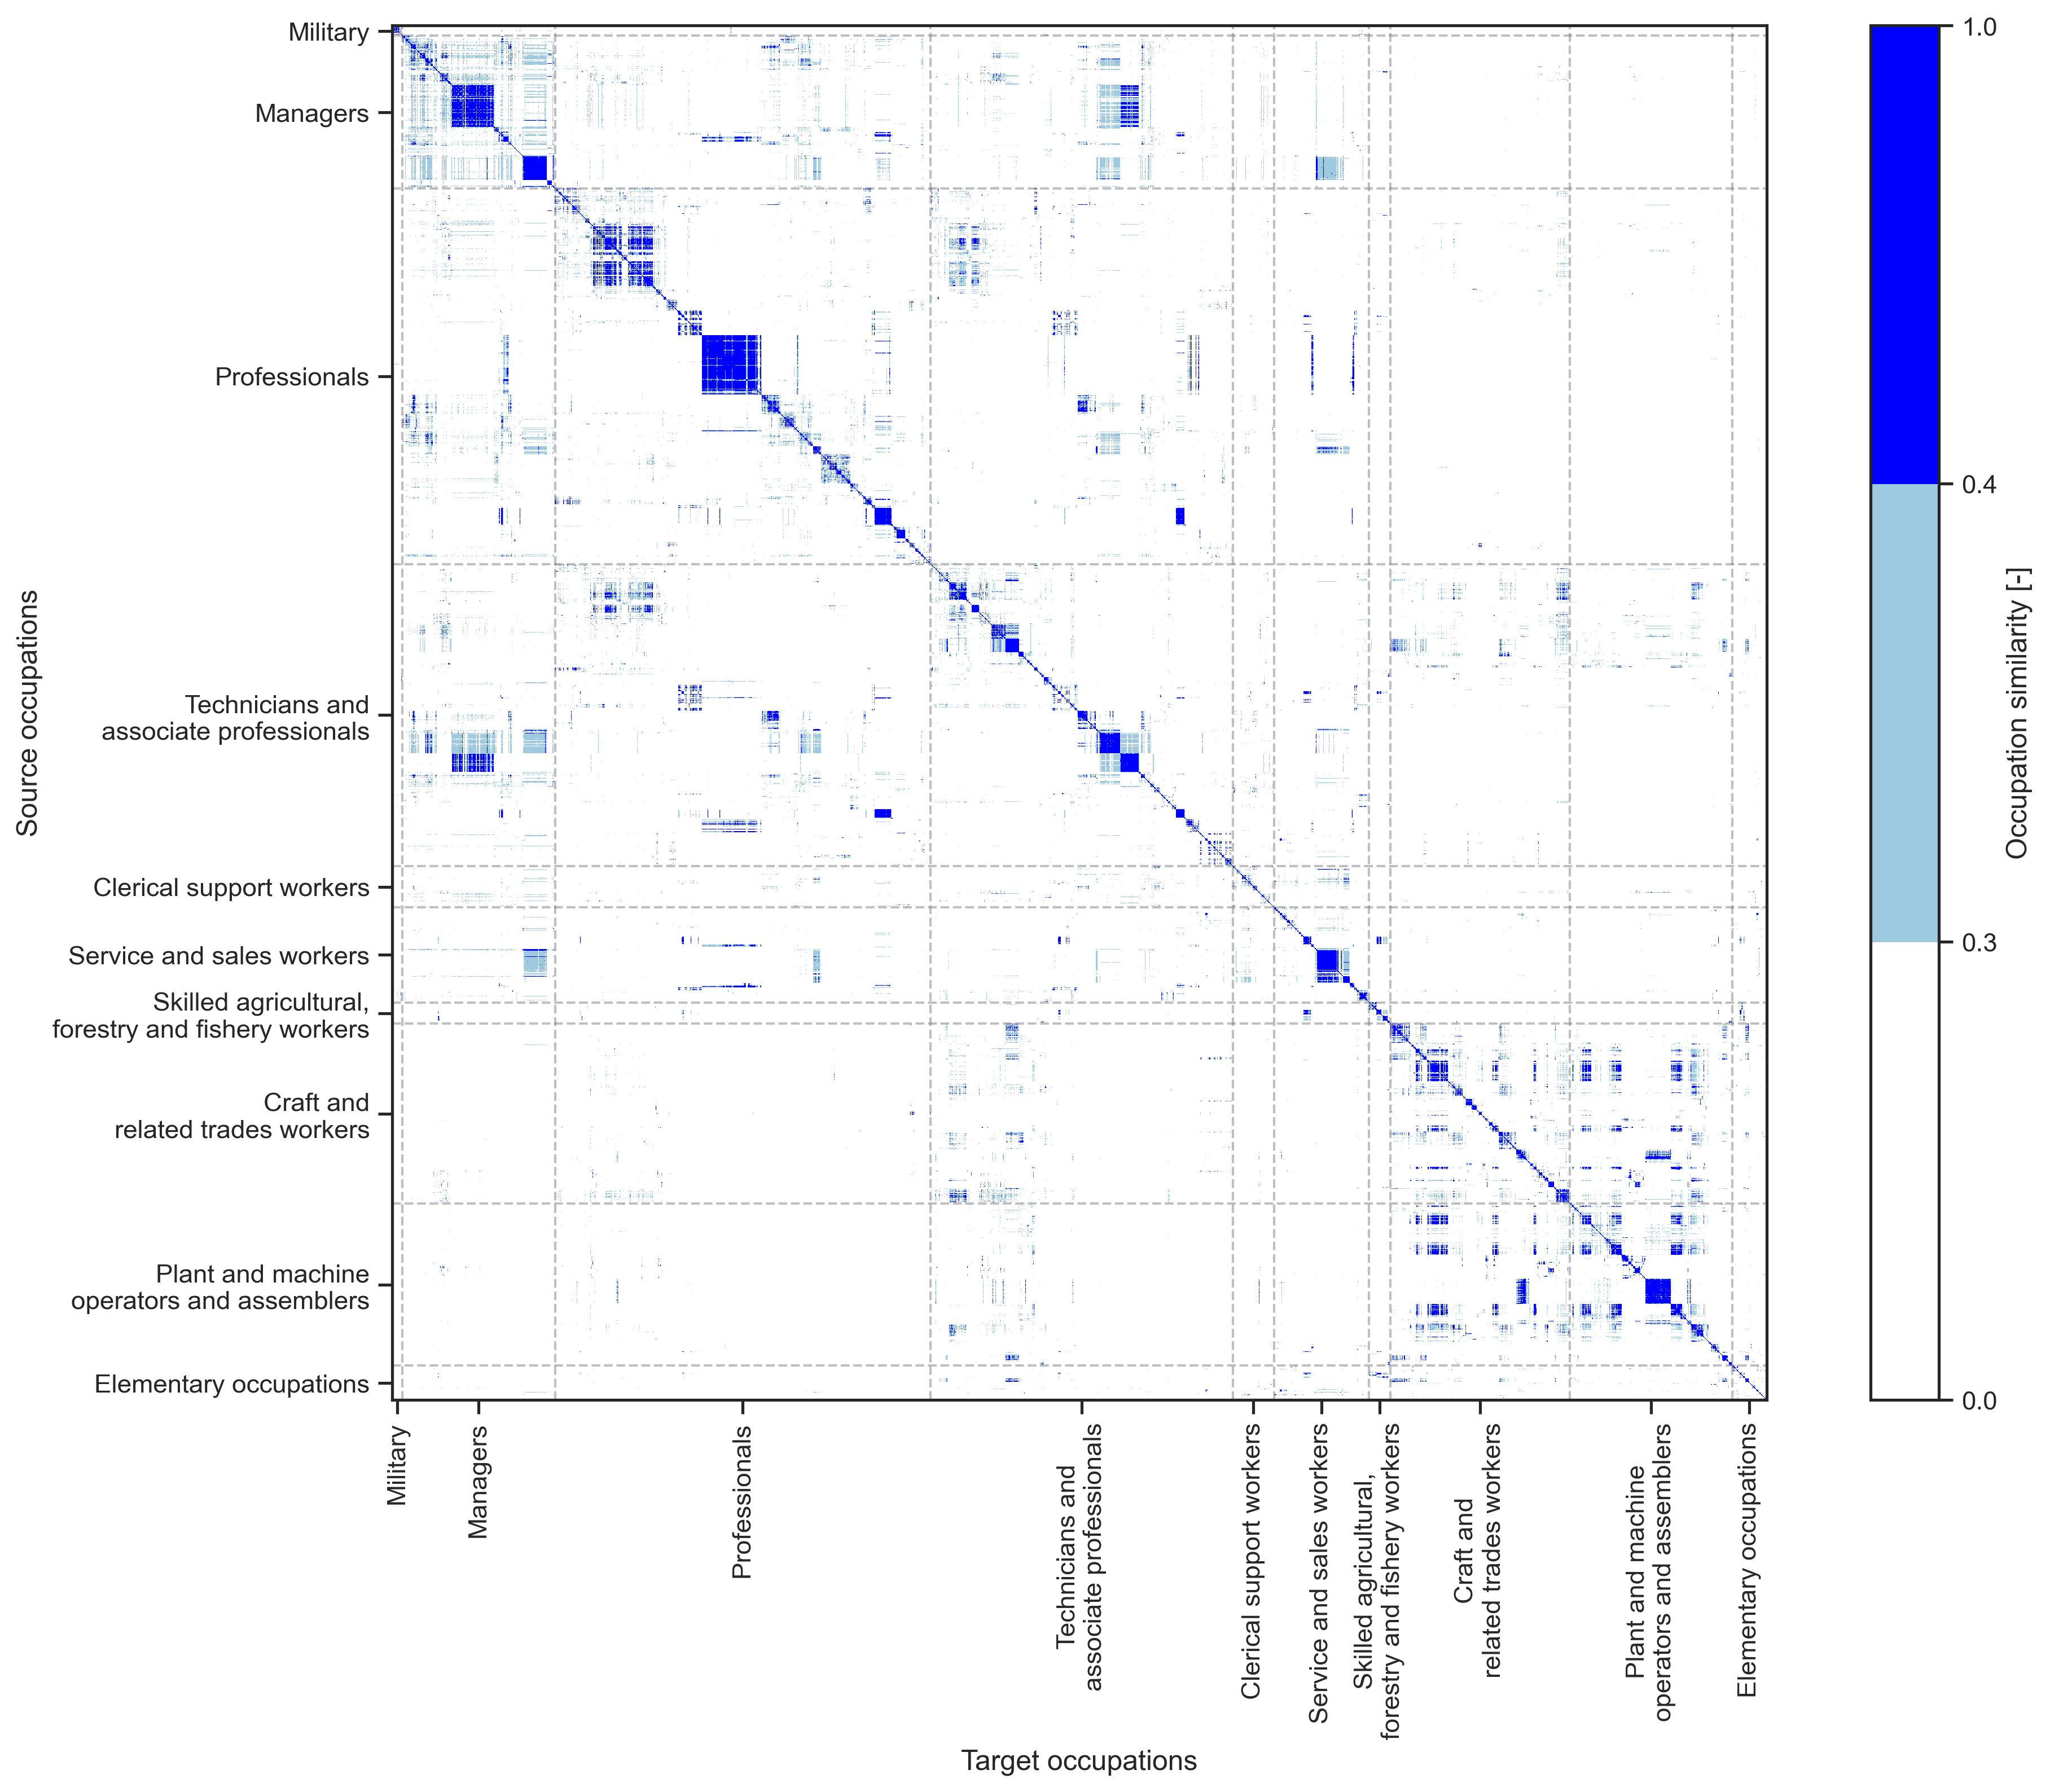 Military
Managers
Professionals
Technicians and
associate professionals
Clerical support workers
Service and sales workers
Skilled agricultural,
forestry and fishery workers
Craft and
related trades workers
Plant and machine
operators and assemblers
Elementary occupations
Source occupations
Military
Managers
Professionals
Technicians and
associate professionals
Clerical support workers
Service and sales workers
Skilled agricultural,
forestry and fishery workers
Craft and
related trades workers
Plant and machine
operators and assemblers
Elementary occupations
Target occupations
1.0
0.4
0.3
0.0
Occupation similarity [-]